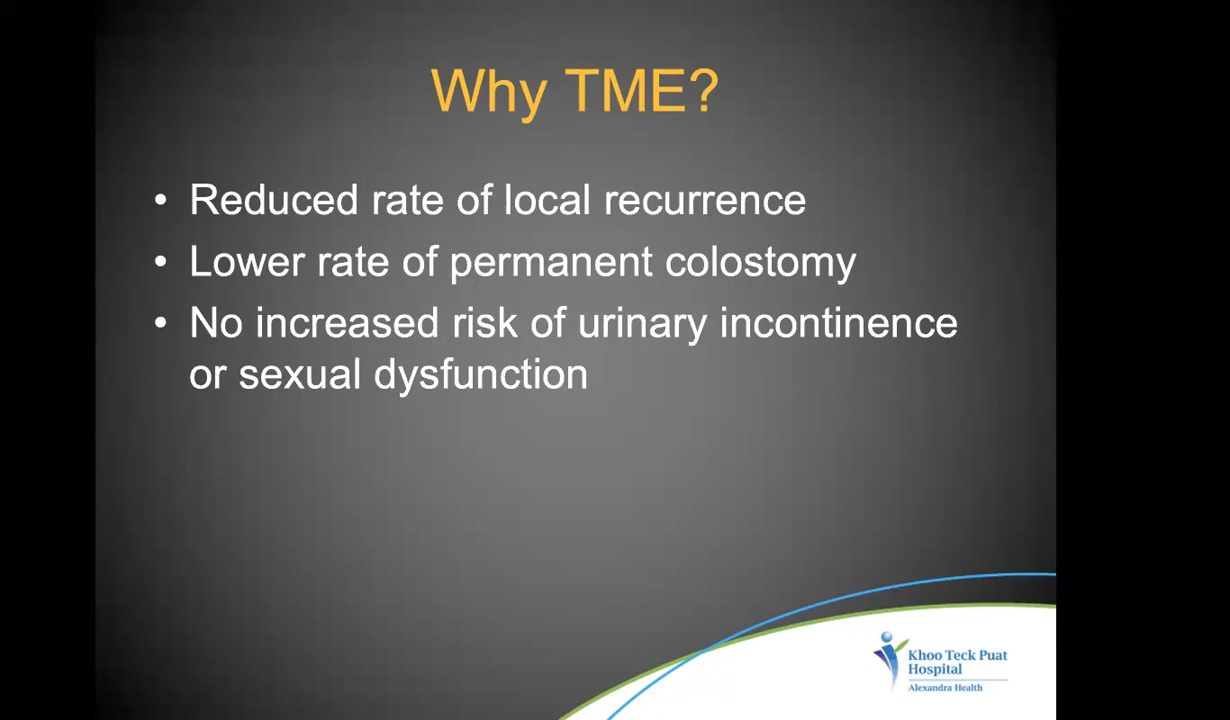 Why TME?
• Reduced rate of local recurrence
• Lower rate of permanent colostomy
• No increased risk of urinary incontinence
or sexual dysfunction
Khoo Teck Puat
Hospital
Alexandra Health